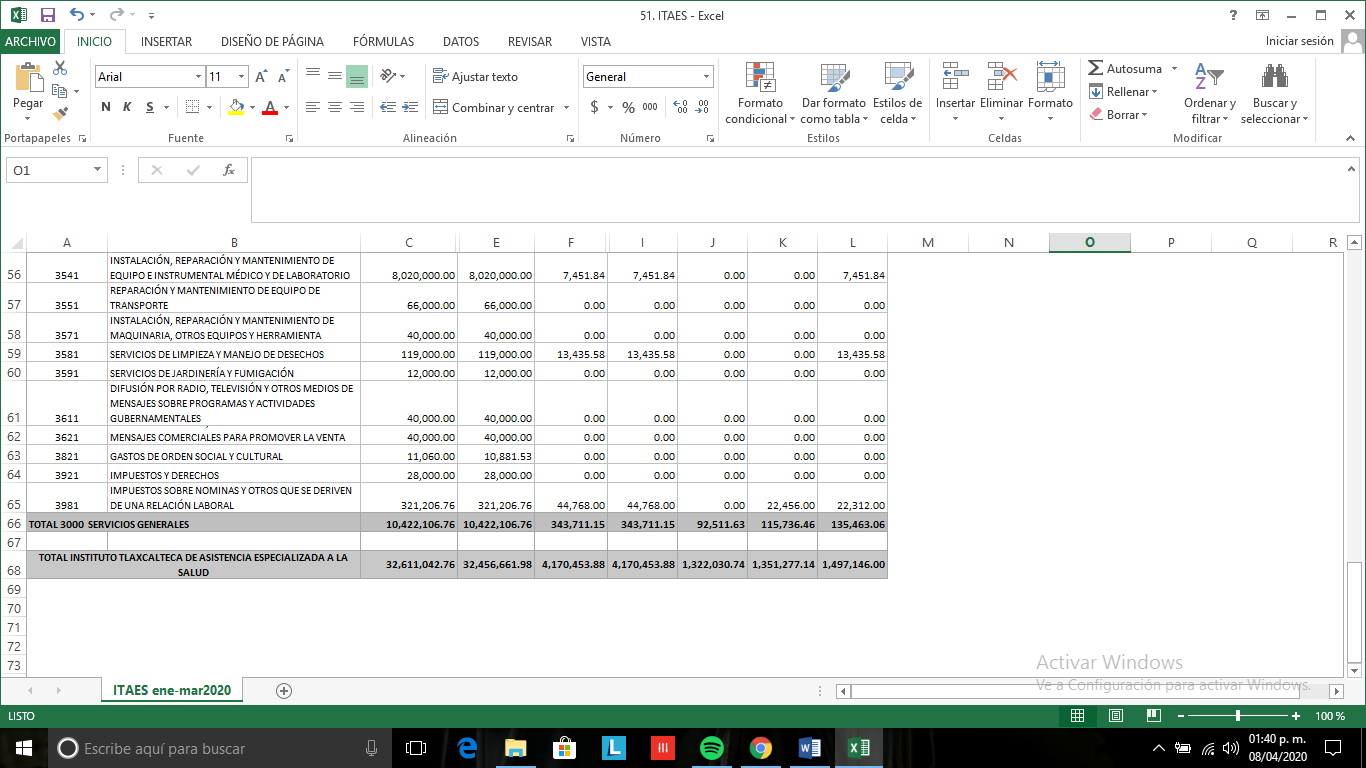 51. ITAES - Excel
ARCHIVO INICIO INSERTAR DISEÑO DE PÁGINA FÓRMULAS DATOS REVISAR VISTA Iniciar sesión
Arial 11 Ajustar texto General Autosuma
Pegar Formato Dar formato Estilos de Insertar Eliminar Formato Rellenar Ordenar y Buscar y
N K S Combinar y centrar $ % 000 condicional como tabla celda Borrar filtrar seleccionar
Portapapeles Fuente Alineación Número Estilos Celdas Modificar
O1 fx
A B C E F I J K L M N O P Q R
INSTALACIÓN, REPARACIÓN Y MANTENIMIENTO DE
56 3541 EQUIPO E INSTRUMENTAL MÉDICO Y DE LABORATORIO 8,020,000.00 8,020,000.00 7,451.84 7,451.84 0.00 0.00 7,451.84
REPARACIÓN Y MANTENIMIENTO DE EQUIPO DE
57 3551 TRANSPORTE 66,000.00 66,000.00 0.00 0.00 0.00 0.00 0.00
INSTALACIÓN, REPARACIÓN Y MANTENIMIENTO DE
58 3571 MAQUINARIA, OTROS EQUIPOS Y HERRAMIENTA 40,000.00 40,000.00 0.00 0.00 0.00 0.00 0.00
59 3581 SERVICIOS DE LIMPIEZA Y MANEJO DE DESECHOS 119,000.00 119,000.00 13,435.58 13,435.58 0.00 0.00 13,435.58
60 3591 SERVICIOS DE JARDINERÍA Y FUMIGACIÓN 12,000.00 12,000.00 0.00 0.00 0.00 0.00 0.00
DIFUSIÓN POR RADIO, TELEVISIÓN Y OTROS MEDIOS DE
MENSAJES SOBRE PROGRAMAS Y ACTIVIDADES
61 3611 GUBERNAMENTALES 40,000.00 40,000.00 0.00 0.00 0.00 0.00 0.00
62 3621 MENSAJES COMERCIALES PARA PROMOVER LA VENTA 40,000.00 40,000.00 0.00 0.00 0.00 0.00 0.00
63 3821 GASTOS DE ORDEN SOCIAL Y CULTURAL 11,060.00 10,881.53 0.00 0.00 0.00 0.00 0.00
64 3921 IMPUESTOS Y DERECHOS 28,000.00 28,000.00 0.00 0.00 0.00 0.00 0.00
IMPUESTOS SOBRE NOMINAS Y OTROS QUE SE DERIVEN
65 3981 DE UNA RELACIÓN LABORAL 321,206.76 321,206.76 44,768.00 44,768.00 0.00 22,456.00 22,312.00
66 TOTAL 3000 SERVICIOS GENERALES 10,422,106.76 10,422,106.76 343,711.15 343,711.15 92,511.63 115,736.46 135,463.06
67
TOTAL INSTITUTO TLAXCALTECA DE ASISTENCIA ESPECIALIZADA A LA
68 SALUD 32,611,042.76 32,456,661.98 4,170,453.88 4,170,453.88 1,322,030.74 1,351,277.14 1,497,146.00
69
70
71
72
73
Activar Windows
Ve a Configuración para activar Windows.
ITAES ene-mar2020
LISTO 100 %
Escribe aquí para buscar 01:40 p. m.
08/04/2020